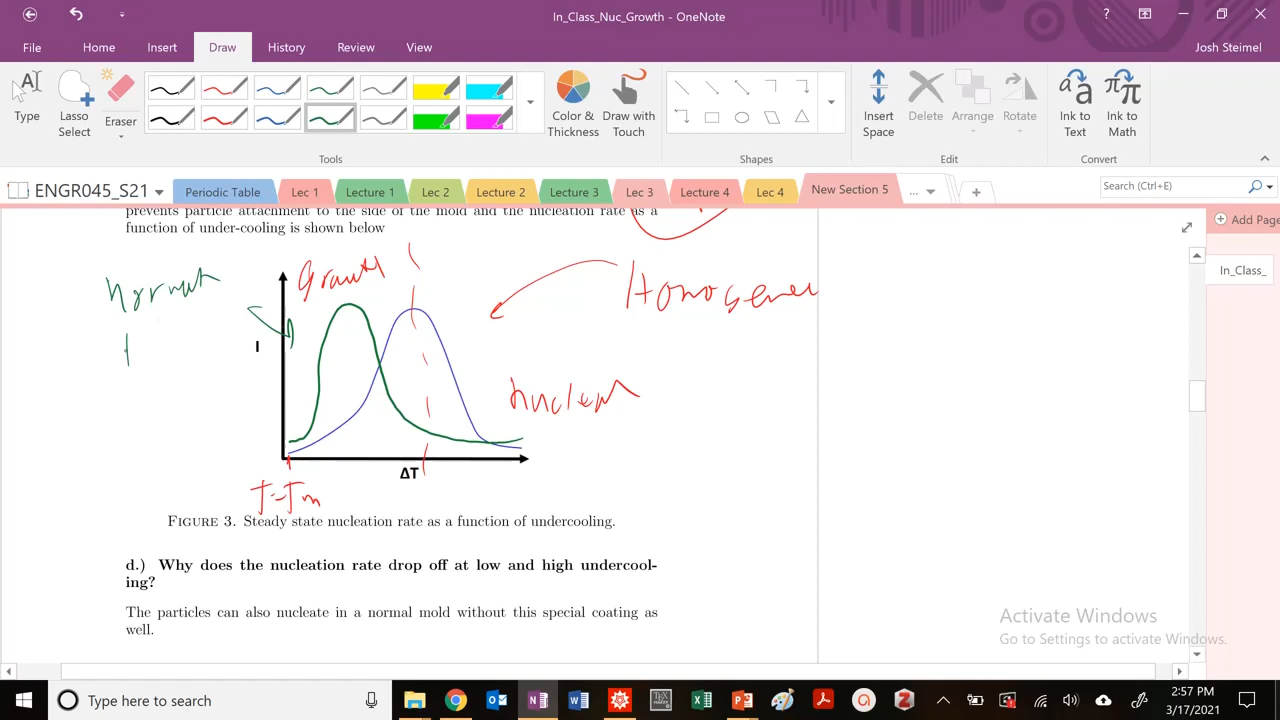 In_Class_Nuc_Growth - OneNote
?
File
Home
Insert
Draw
History
Review
View
Josh Steimel
Type
Lasso
Select
Eraser
Color &
Thickness
Draw with
Touch
Insert
Space
Delete
Arrange
Rotate
Ink to
Text
Ink to
Math
Tools
Shapes
Edit
Convert
ENGR045_S21
Periodic Table
Lec 1
Lecture 1
Lec 2
Lecture 2
Lecture 3
Lec 3
Lecture 4
Lec 4
New Section 5
...
Search (Ctrl+E)
Add Page
In_Class_
prevents particle attachment to the side of the mold and the nucleation rate as a
function of under-cooling is shown below
Growth
I
ΔT
T=Tm
FIGURE 3. Steady state nucleation rate as a function of undercooling.
d.) Why does the nucleation rate drop off at low and high undercool-
ing?
The particles can also nucleate in a normal mold without this special coating as
well.
Activate Windows
Go to Settings to activate Windows.
Type here to search
2:57 PM
3/17/2021